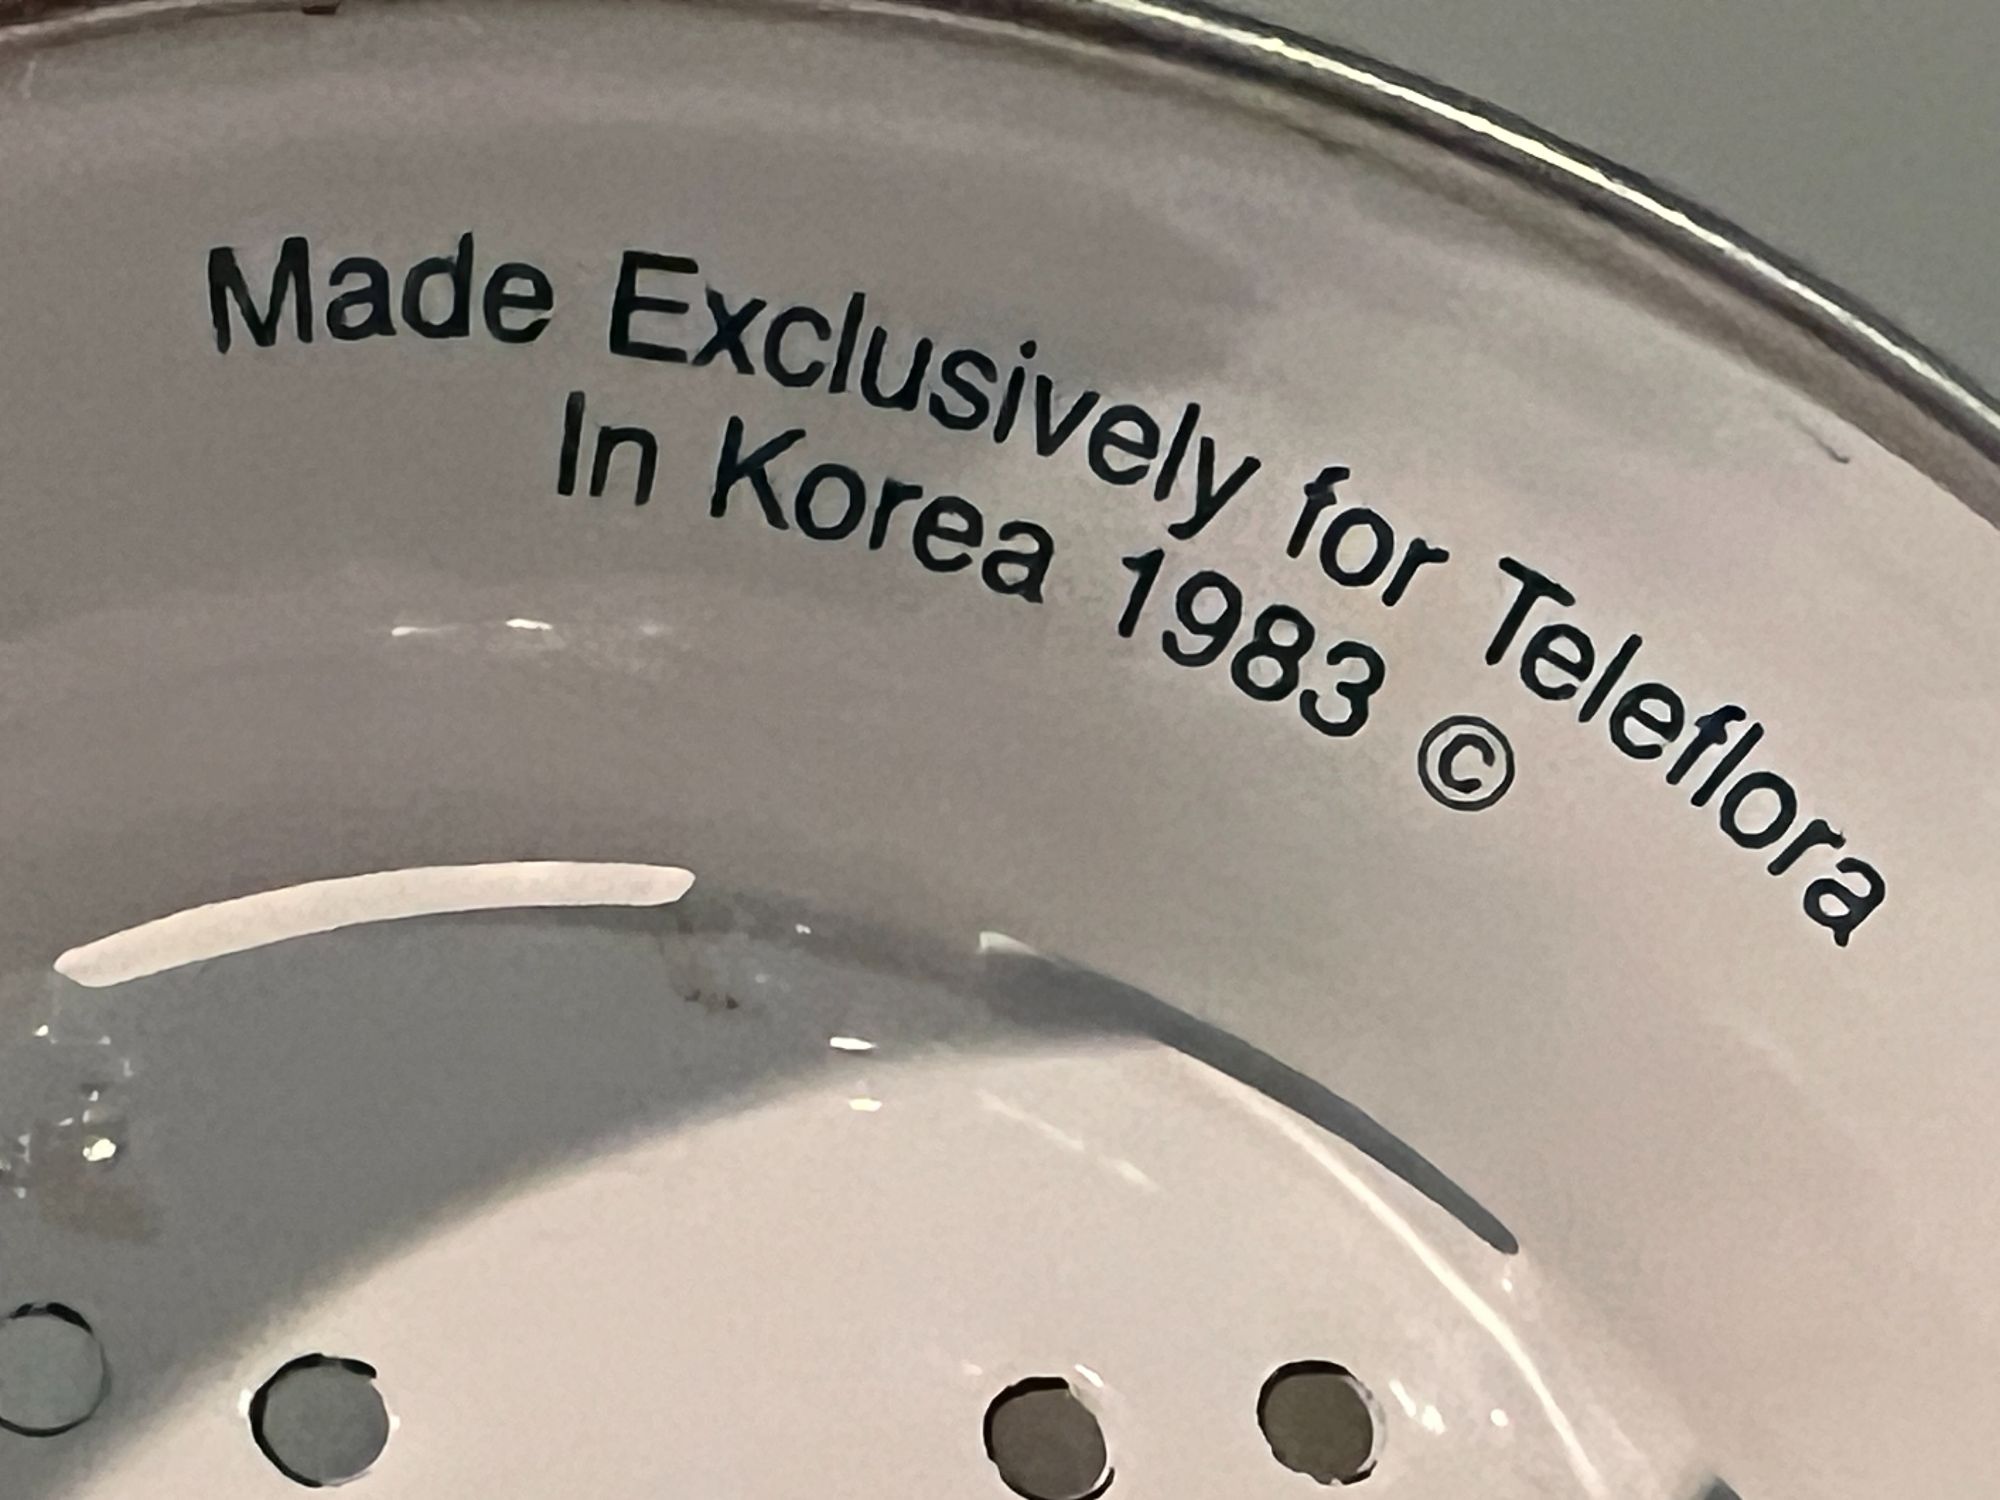 Made Exclusively for Teleflora
In Korea 1983 ©